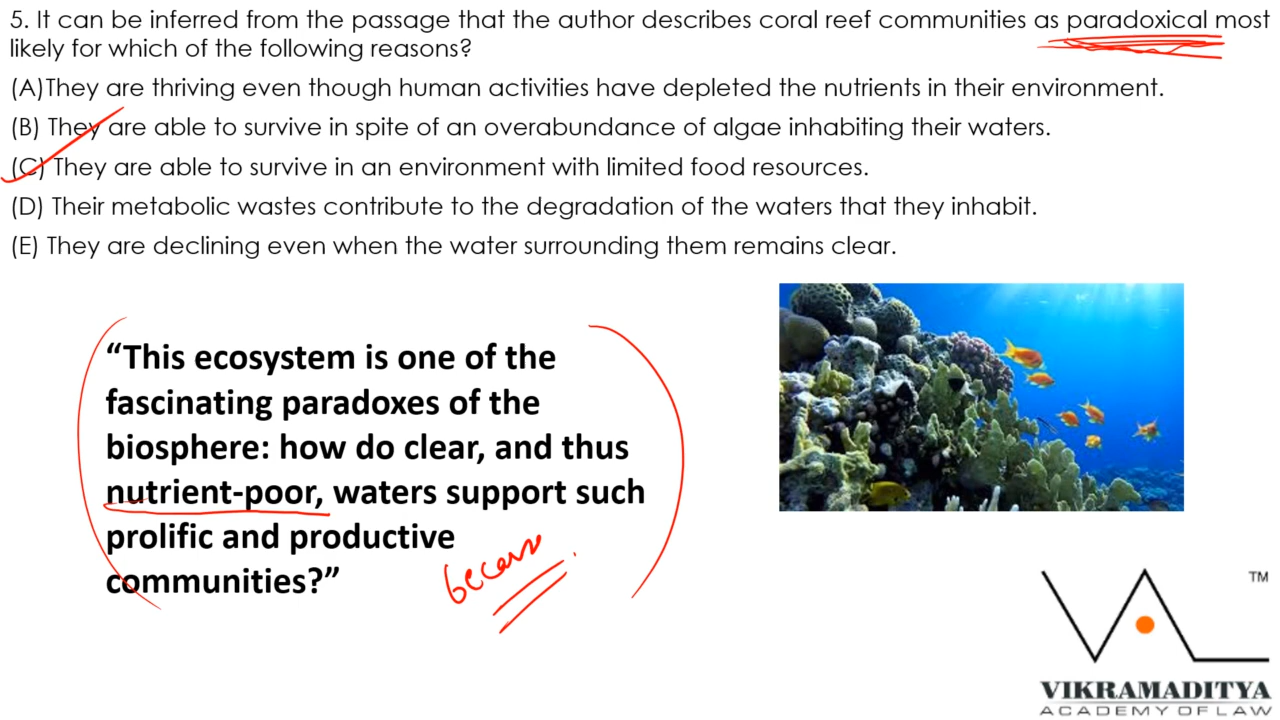 5. It can be inferred from the passage that the author describes coral reef communities as paradoxical most
likely for which of the following reasons?
(A)They are thriving even though human activities have depleted the nutrients in their environment.
(B) They are able to survive in spite of an overabundance of algae inhabiting their waters.
(C) They are able to survive in an environment with limited food resources.
(D) Their metabolic wastes contribute to the degradation of the waters that they inhabit.
(E) They are declining even when the water surrounding them remains clear.
“This ecosystem is one of the
fascinating paradoxes of the
biosphere: how do clear, and thus
nutrient-poor, waters support such
prolific and productive
communities?”
TM
VIKRAMADITYA
ACADEMY OF LAW